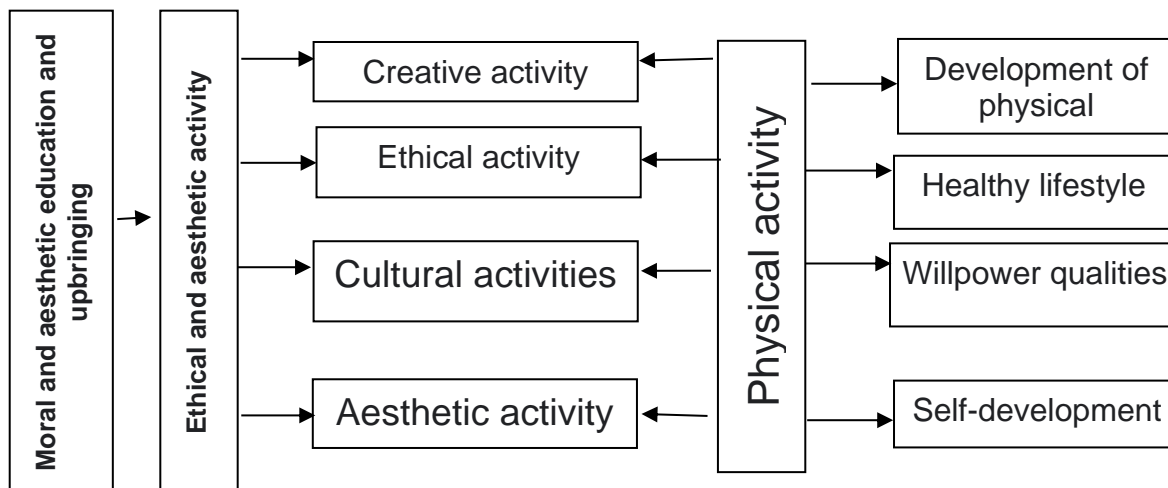 Moral and aesthetic education and
upbringing
Ethical and aesthetic activity
Creative activity
Ethical activity
Cultural activities
Aesthetic activity
Physical activity
Development of
physical
Healthy lifestyle
Willpower qualities
Self-development